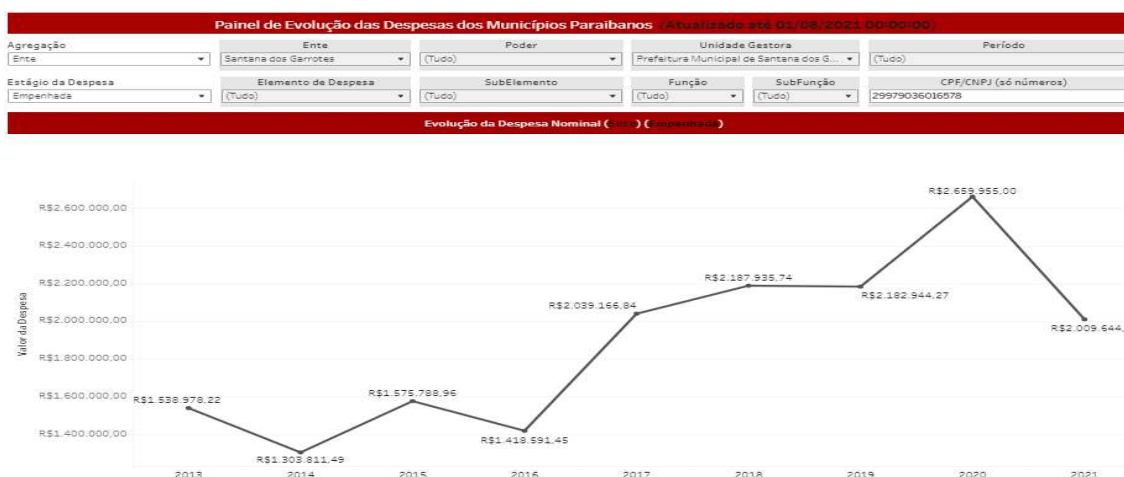 Painel de Evolução das Despesas dos Municípios Paraibanos (Atualizado até 01/08/2021 00:00:00)
Agregação Ente Poder Unidade Gestora Período
Ente Santana dos Garrotes (Tudo) Prefeitura Municipal de Santana dos G... (Tudo)
Estágio da Despesa Elemento de Despesa SubElemento Função SubFunção CPF/CNPJ (só números)
Empenhada (Tudo) (Tudo) (Tudo) (Tudo) 29979036016578
Evolução da Despesa Nominal (Ente) (Empenhada)
R$2.659.955,00
R$2.600.000,00
R$2.400.000,00
R$2.187.935,74
R$2.200.000,00
R$2.182.944,27
R$2.039.166,84
R$2.000.000,00
R$2.009.644,
Valor da Despesa
R$1.800.000,00
R$1.575.788,96
R$1.600.000,00
R$1.538.978,22
R$1.400.000,00
R$1.418.591,45
R$1.303.811,49
2013 2014 2015 2016 2017 2018 2019 2020 2021